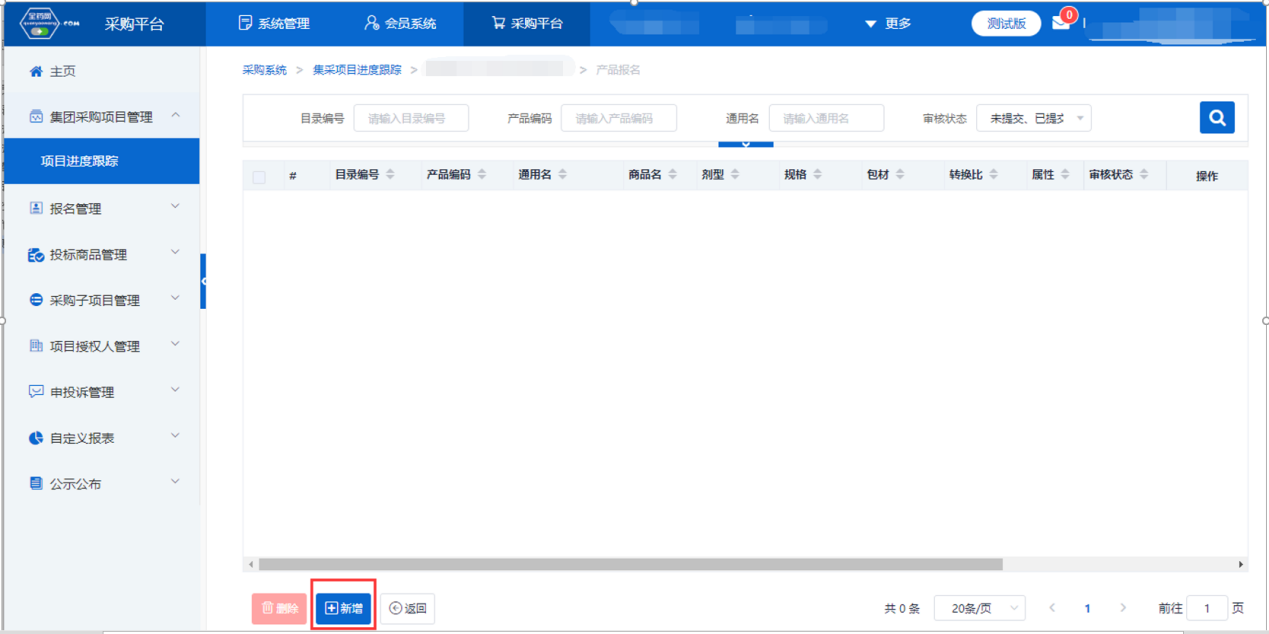 全药网 .COM 采购平台 系统管理 会员系统 采购平台 更多 测试版 0
主页
集团采购项目管理
项目进度跟踪
报名管理
投标商品管理
采购子项目管理
项目授权人管理
申投诉管理
自定义报表
公示公布
采购系统 > 集采项目进度跟踪 > > 产品报名
目录编号 请输入目录编号 产品编码 请输入产品编码 通用名 请输入通用名 审核状态 未提交、已提交
# 目录编号 产品编码 通用名 商品名 剂型 规格 包材 转换比 属性 审核状态 操作
删除 新增 返回 共 0 条 20条/页 < 1 > 前往 1 页